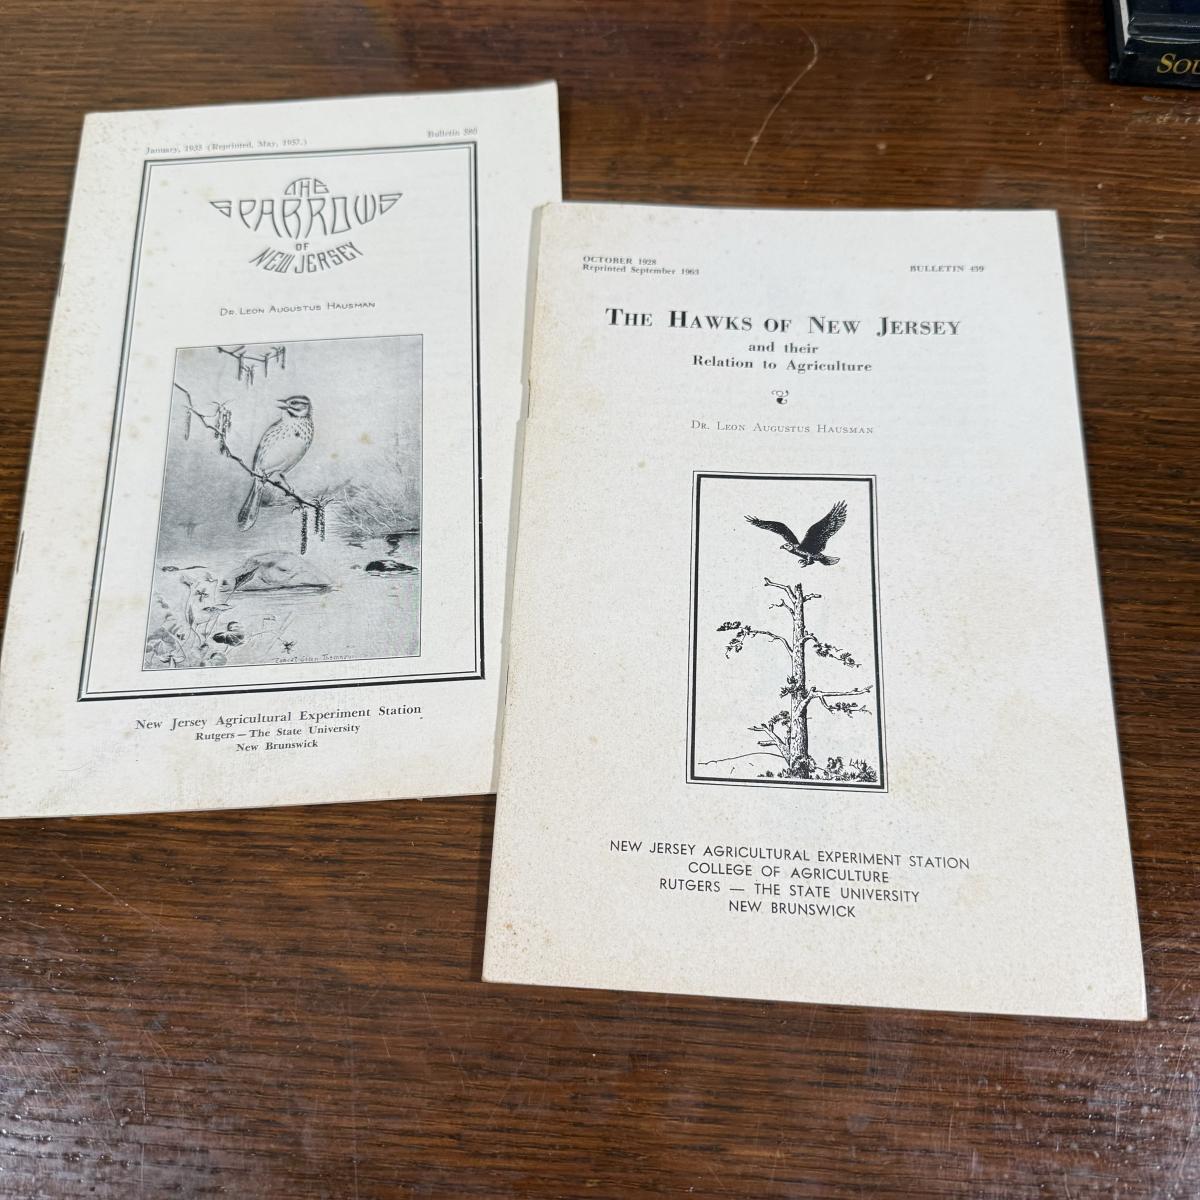 January, 1935 (Reprinted, May, 1957.)
Bulletin 580
THE
SPARROWS
OF
NEW JERSEY
DR. LEON AUGUSTUS HAUSMAN
New Jersey Agricultural Experiment Station
Rutgers — The State University
New Brunswick
OCTOBER 1928
Reprinted September 1963
BULLETIN 459
THE HAWKS OF NEW JERSEY
and their
Relation to Agriculture
DR. LEON AUGUSTUS HAUSMAN
LAH
NEW JERSEY AGRICULTURAL EXPERIMENT STATION
COLLEGE OF AGRICULTURE
RUTGERS — THE STATE UNIVERSITY
NEW BRUNSWICK